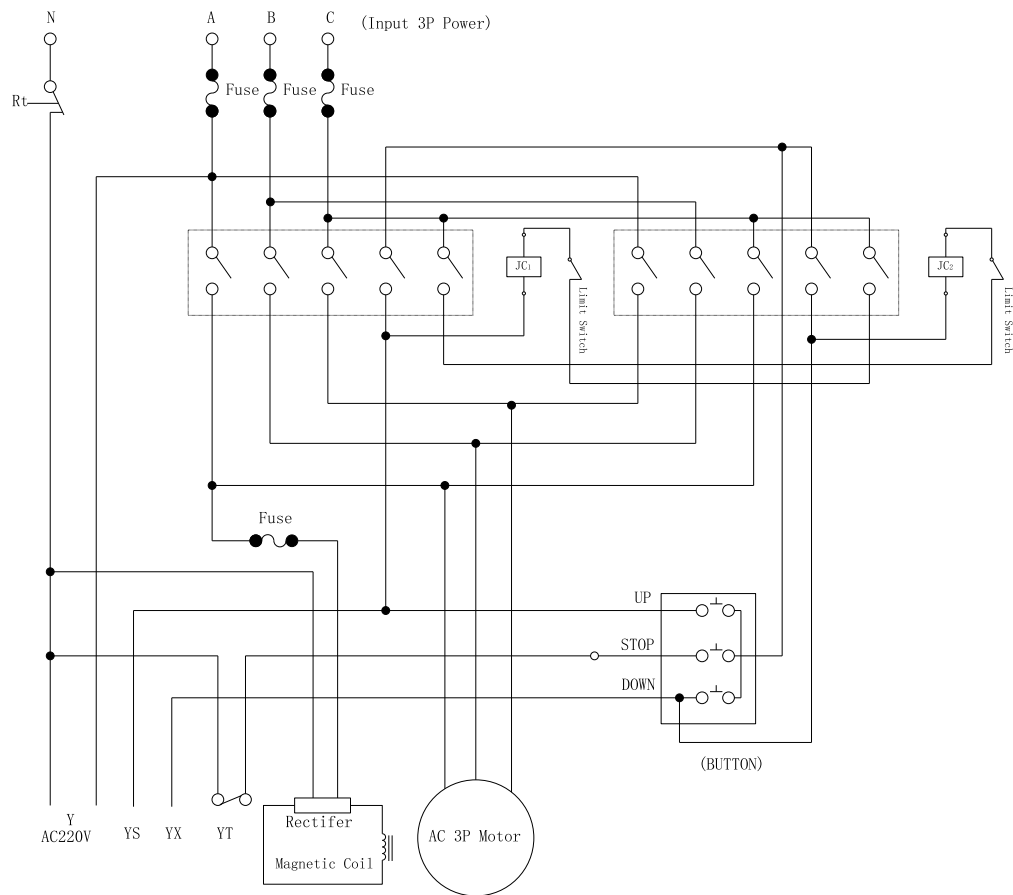 N
A
B
C
(Input 3P Power)
Rt
Fuse
Fuse
Fuse
JC1
Limit Switch
JC2
Limit Switch
Fuse
UP
STOP
DOWN
(BUTTON)
Y
AC220V
YS
YX
YT
Rectifer
Magnetic Coil
AC 3P Motor